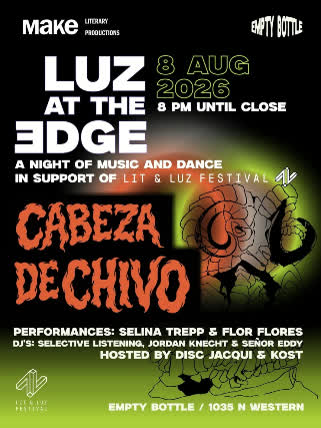 MAKE LITERARY PRODUCTIONS
EMPTY BOTTLE
LUZ
AT THE
EDGE
8 AUG
2026
8 PM UNTIL CLOSE
A NIGHT OF MUSIC AND DANCE
IN SUPPORT OF LIT & LUZ FESTIVAL
CABEZA
DE CHIVO
PERFORMANCES: SELINA TREPP & FLOR FLORES
DJ'S: SELECTIVE LISTENING, JORDAN KNECHT & SEÑOR EDDY
HOSTED BY DISC JACQUI & KOST
LIT & LUZ
FESTIVAL
EMPTY BOTTLE / 1035 N WESTERN